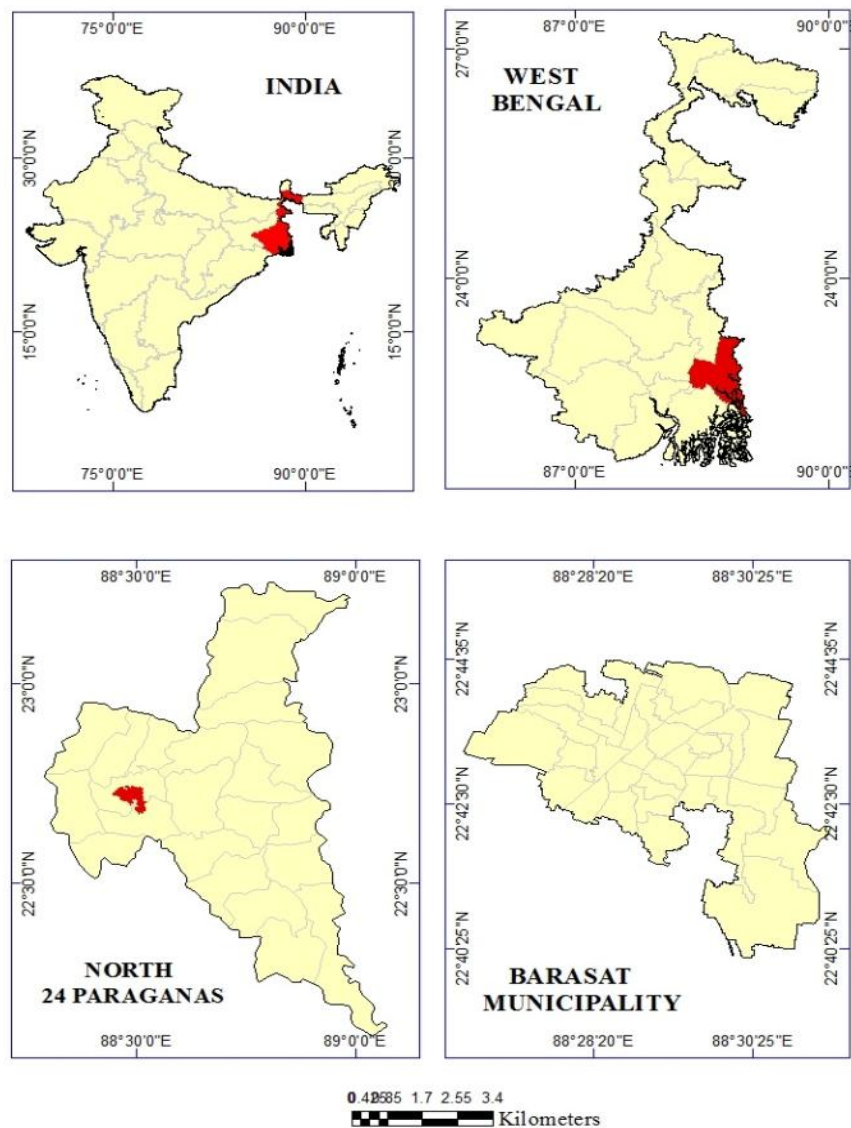 75°0'0"E 90°0'0"E
INDIA
30°0'0"N
15°0'0"N 15°0'0"N
75°0'0"E 90°0'0"E
87°0'0"E 90°0'0"E
27°0'0"N
WEST
BENGAL
24°0'0"N 24°0'0"N
87°0'0"E 90°0'0"E
88°30'0"E 89°0'0"E
23°0'0"N 23°0'0"N
22°30'0"N 22°30'0"N
NORTH
24 PARAGANAS
88°30'0"E 89°0'0"E
88°28'20"E 88°30'25"E
22°44'35"N 22°44'35"N
22°42'30"N 22°42'30"N
22°40'25"N 22°40'25"N
BARASAT
MUNICIPALITY
88°28'20"E 88°30'25"E
1.7 2.55 3.4
Kilometers